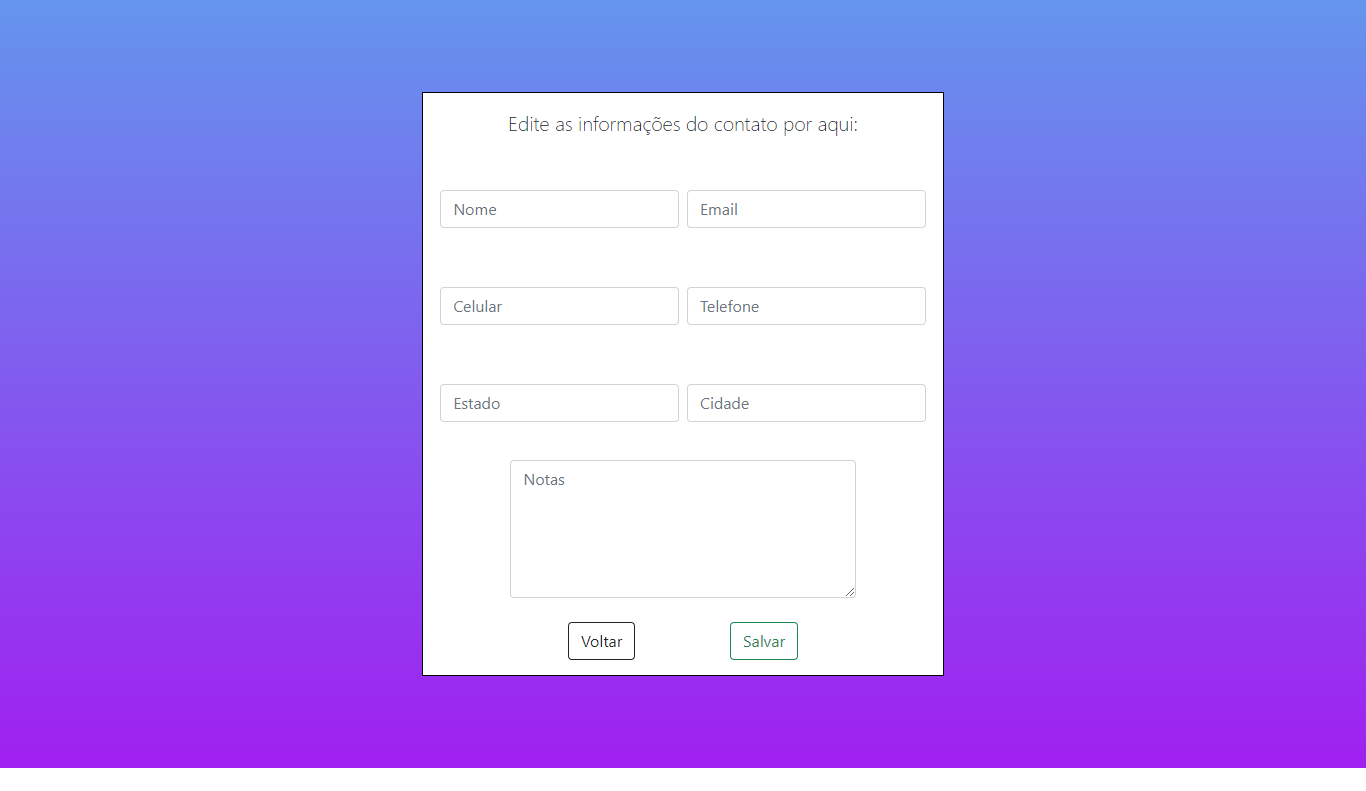 Edite as informações do contato por aqui:
Nome
Email
Celular
Telefone
Estado
Cidade
Notas
Voltar
Salvar